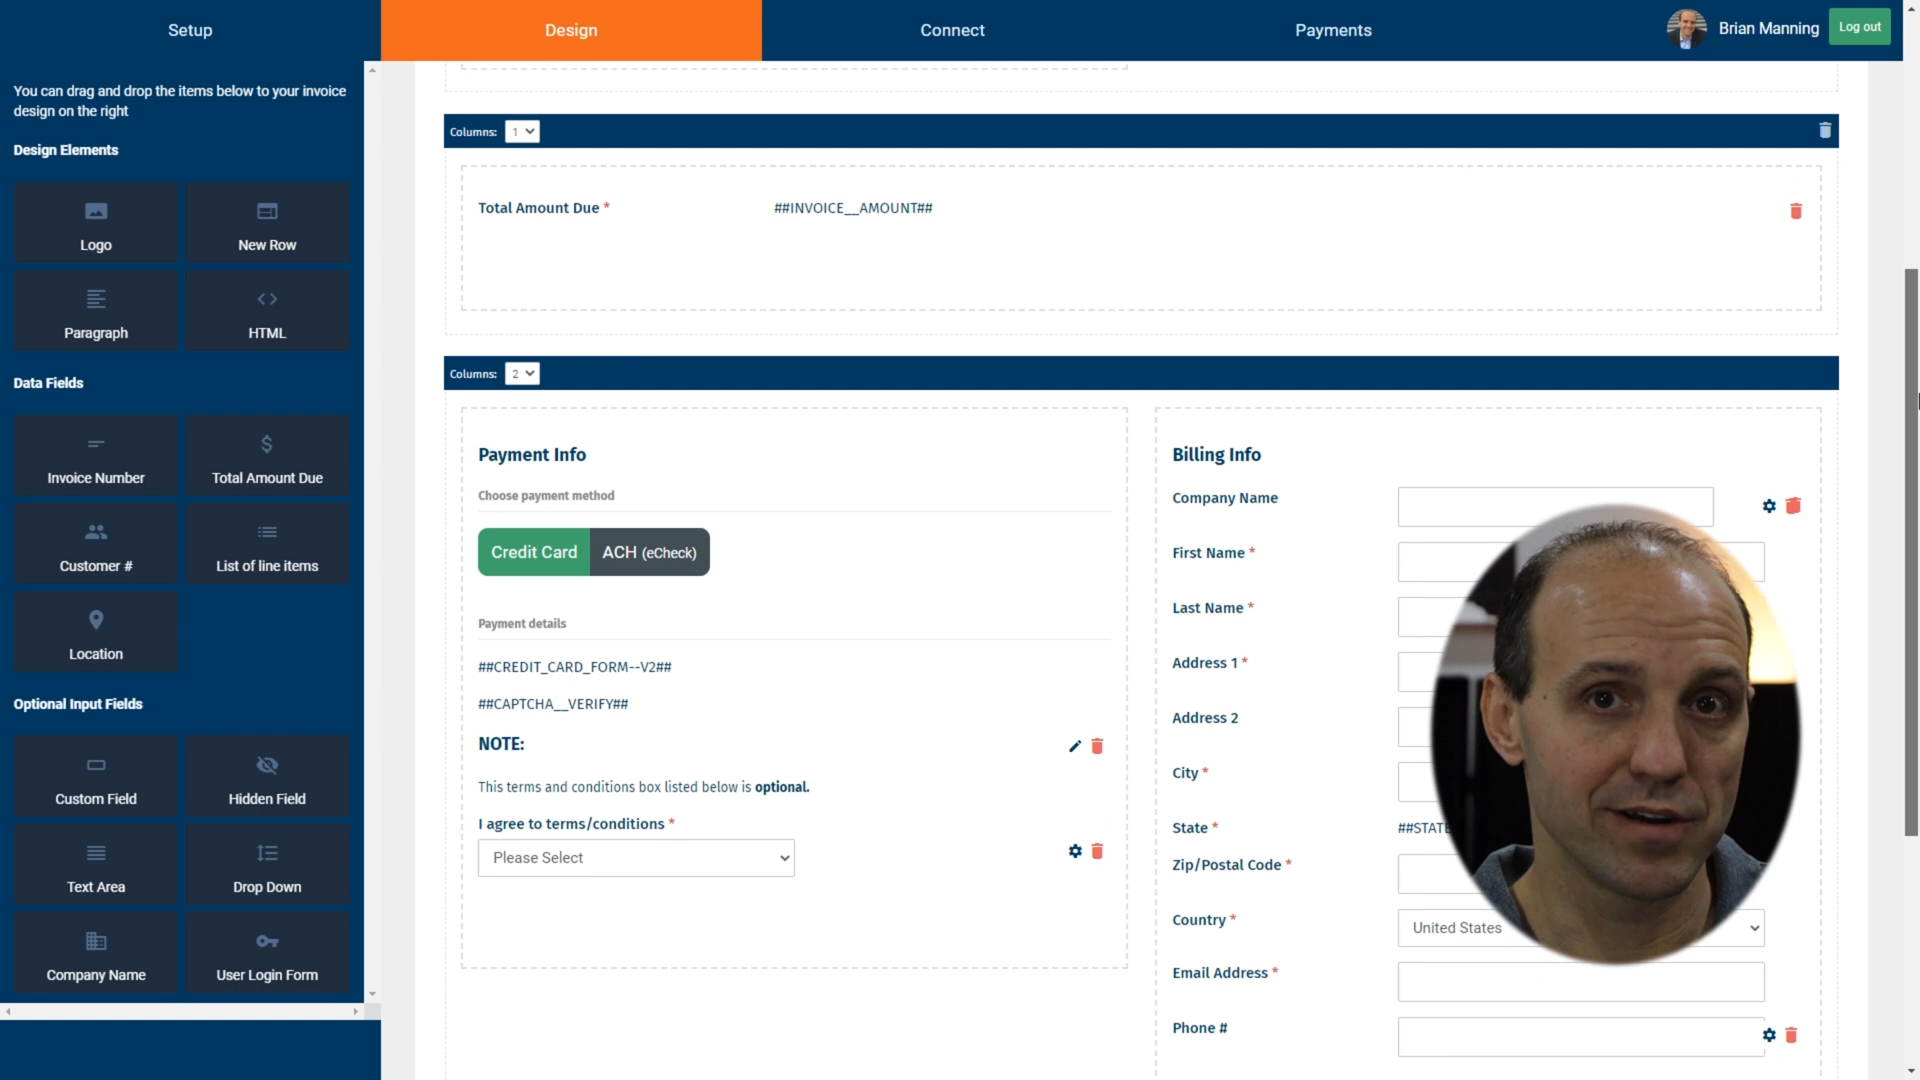 Setup
Design
Connect
Payments
Brian Manning
Log out
You can drag and drop the items below to your invoice
design on the right
Design Elements
Logo
New Row
Paragraph
HTML
Data Fields
Invoice Number
Total Amount Due
Customer #
List of line items
Location
Optional Input Fields
Custom Field
Hidden Field
Text Area
Drop Down
Company Name
User Login Form
Columns: 1
Total Amount Due * ##INVOICE__AMOUNT##
Columns: 2
Payment Info
Choose payment method
Credit Card
ACH (eCheck)
Payment details
##CREDIT_CARD_FORM--V2##
##CAPTCHA__VERIFY##
NOTE:
This terms and conditions box listed below is optional.
I agree to terms/conditions *
Please Select
Billing Info
Company Name
First Name *
Last Name *
Address 1 *
Address 2
City *
State * ##STATE
Zip/Postal Code *
Country * United States
Email Address *
Phone #